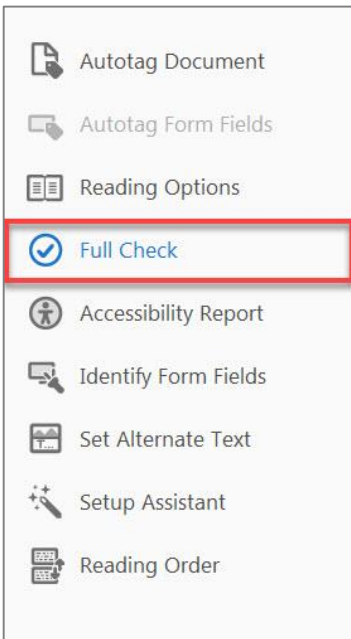 Autotag Document
Autotag Form Fields
Reading Options
Full Check
Accessibility Report
Identify Form Fields
Set Alternate Text
Setup Assistant
Reading Order